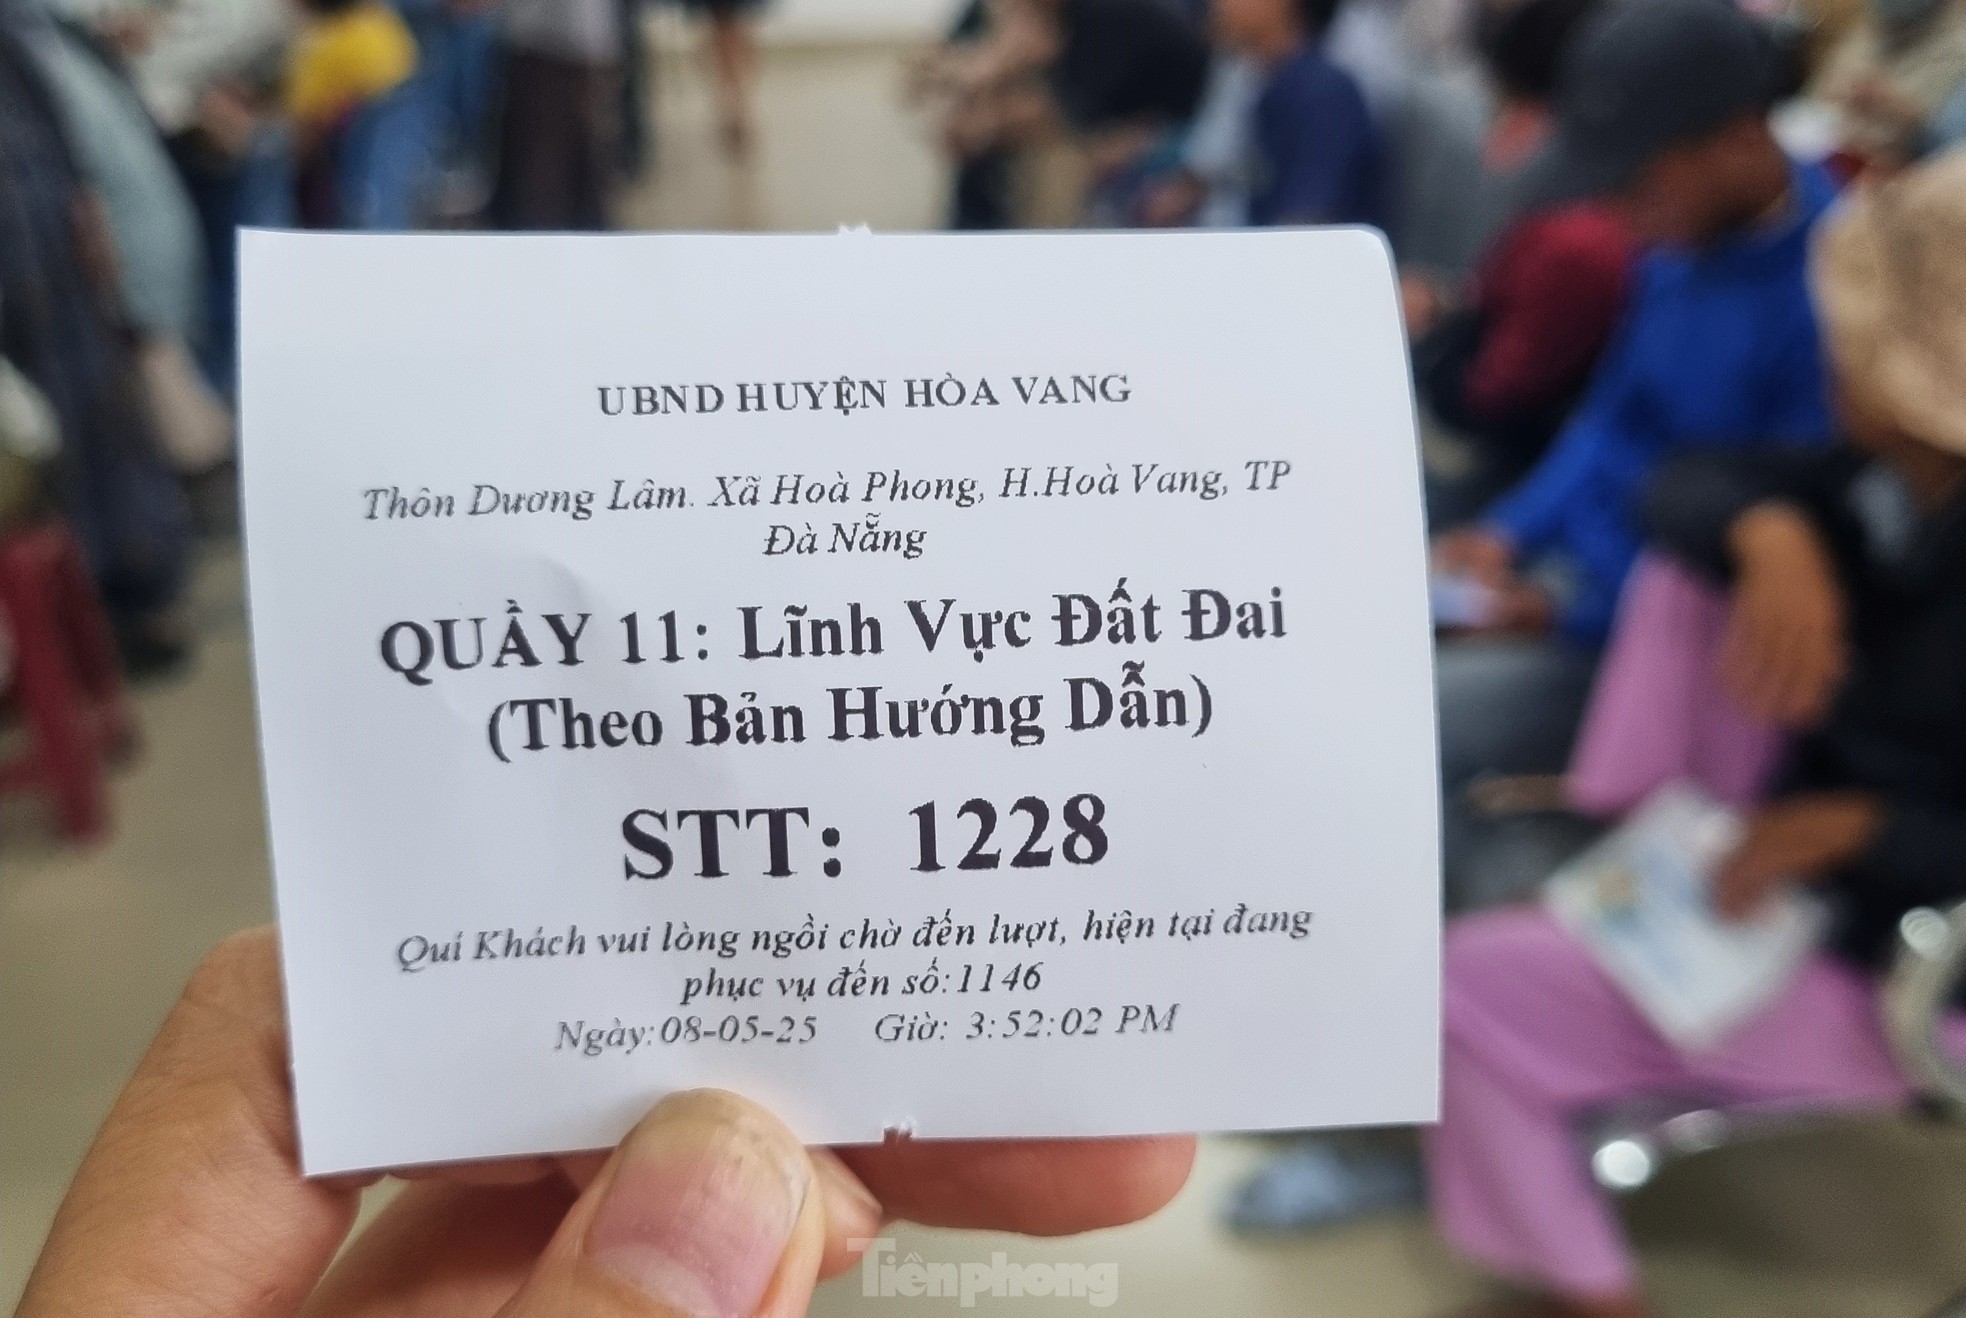 UBND HUYỆN HÒA VANG
Thôn Dương Lâm. Xã Hoà Phong, H.Hoà Vang, TP
Đà Nẵng
QUẦY 11: Lĩnh Vực Đất Đai
(Theo Bản Hướng Dẫn)
STT: 1228
Quí Khách vui lòng ngồi chờ đến lượt, hiện tại đang
phục vụ đến số:1146
Ngày:08-05-25 Giờ: 3:52:02 PM
Tiênphong